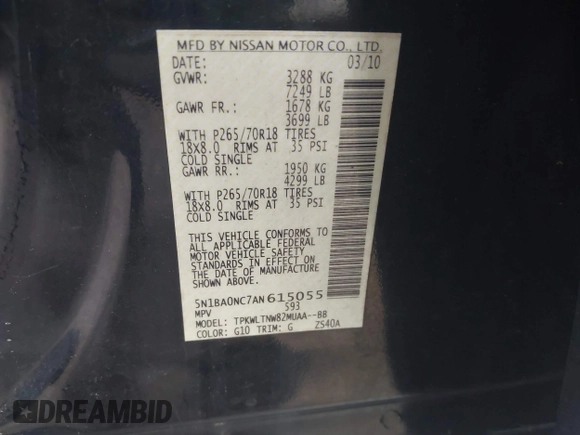 MFD BY NISSAN MOTOR CO., LTD.
DATE: 03/10
GVWR: 3288 KG
7249 LB
GAWR FR.: 1678 KG
3699 LB
WITH P265/70R18 TIRES
18X8.0 RIMS AT 35 PSI
COLD SINGLE
GAWR RR.: 1950 KG
4299 LB
WITH P265/70R18 TIRES
18X8.0 RIMS AT 35 PSI
COLD SINGLE
THIS VEHICLE CONFORMS TO
ALL APPLICABLE FEDERAL
MOTOR VEHICLE SAFETY
STANDARDS IN EFFECT ON
THE DATE OF MANUFACTURE
SHOWN ABOVE
5N1BA0NC7AN615055
MPV 593
MODEL: TPKWLTNW82MUAA--BB
COLOR: G10 TRIM: G ZS40A
DREAMBID